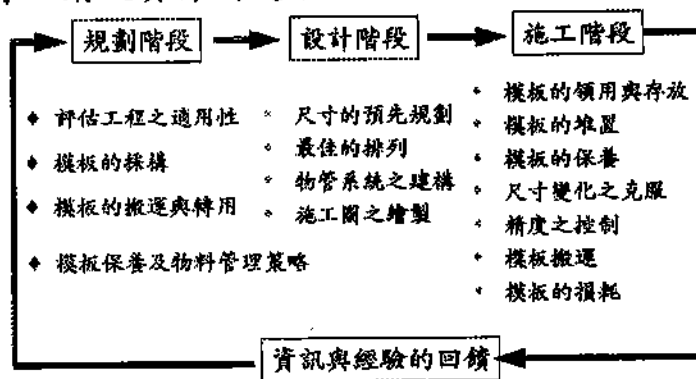 規劃階段
設計階段
施工階段
評估工程之適用性
模板的採構
模板的搬運與轉用
模板保養及物料管理策略
尺寸的預先規劃
最佳的排列
物管系統之建構
施工圖之繪製
模板的領用與存放
模板的堆置
模板的保養
尺寸變化之克服
精度之控制
模板搬運
模板的損耗
資訊與經驗的回饋